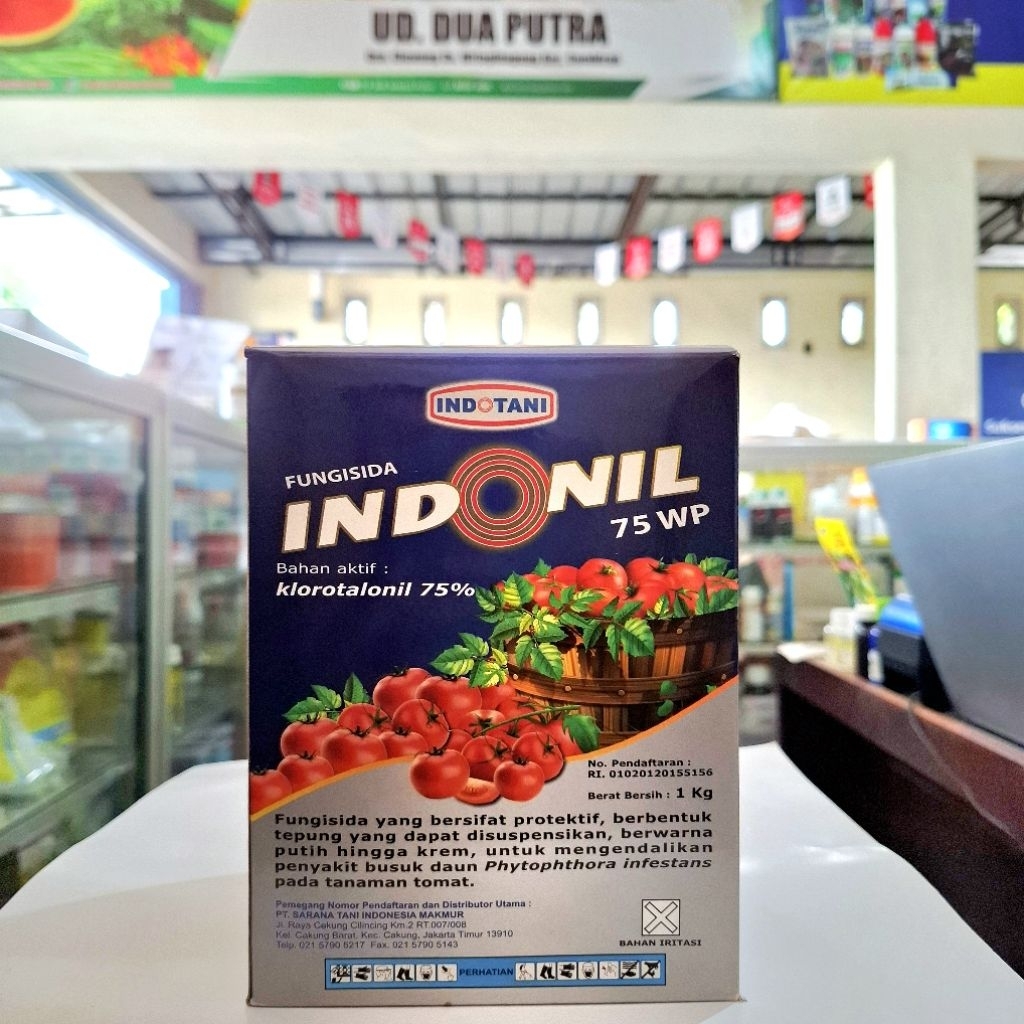 UD. DUA PUTRA
INDOTANI
FUNGISIDA
INDONIL
75 WP
Bahan aktif :
klorotalonil 75%
No. Pendaftaran :
RI. 01020120155156
Berat Bersih : 1 Kg
Fungisida yang bersifat protektif, berbentuk
tepung yang dapat disuspensikan, berwarna
putih hingga krem, untuk mengendalikan
penyakit busuk daun Phytophthora infestans
pada tanaman tomat.
Pemegang Nomor Pendaftaran dan Distributor Utama :
PT. SARANA TANI INDONESIA MAKMUR
Jl. Raya Cakung Cilincing Km.2 RT.007/008
Kel. Cakung Barat, Kec. Cakung, Jakarta Timur 13910
Telp. 021 5790 5217 Fax. 021 5790 5143
BAHAN IRITASI
PERHATIAN